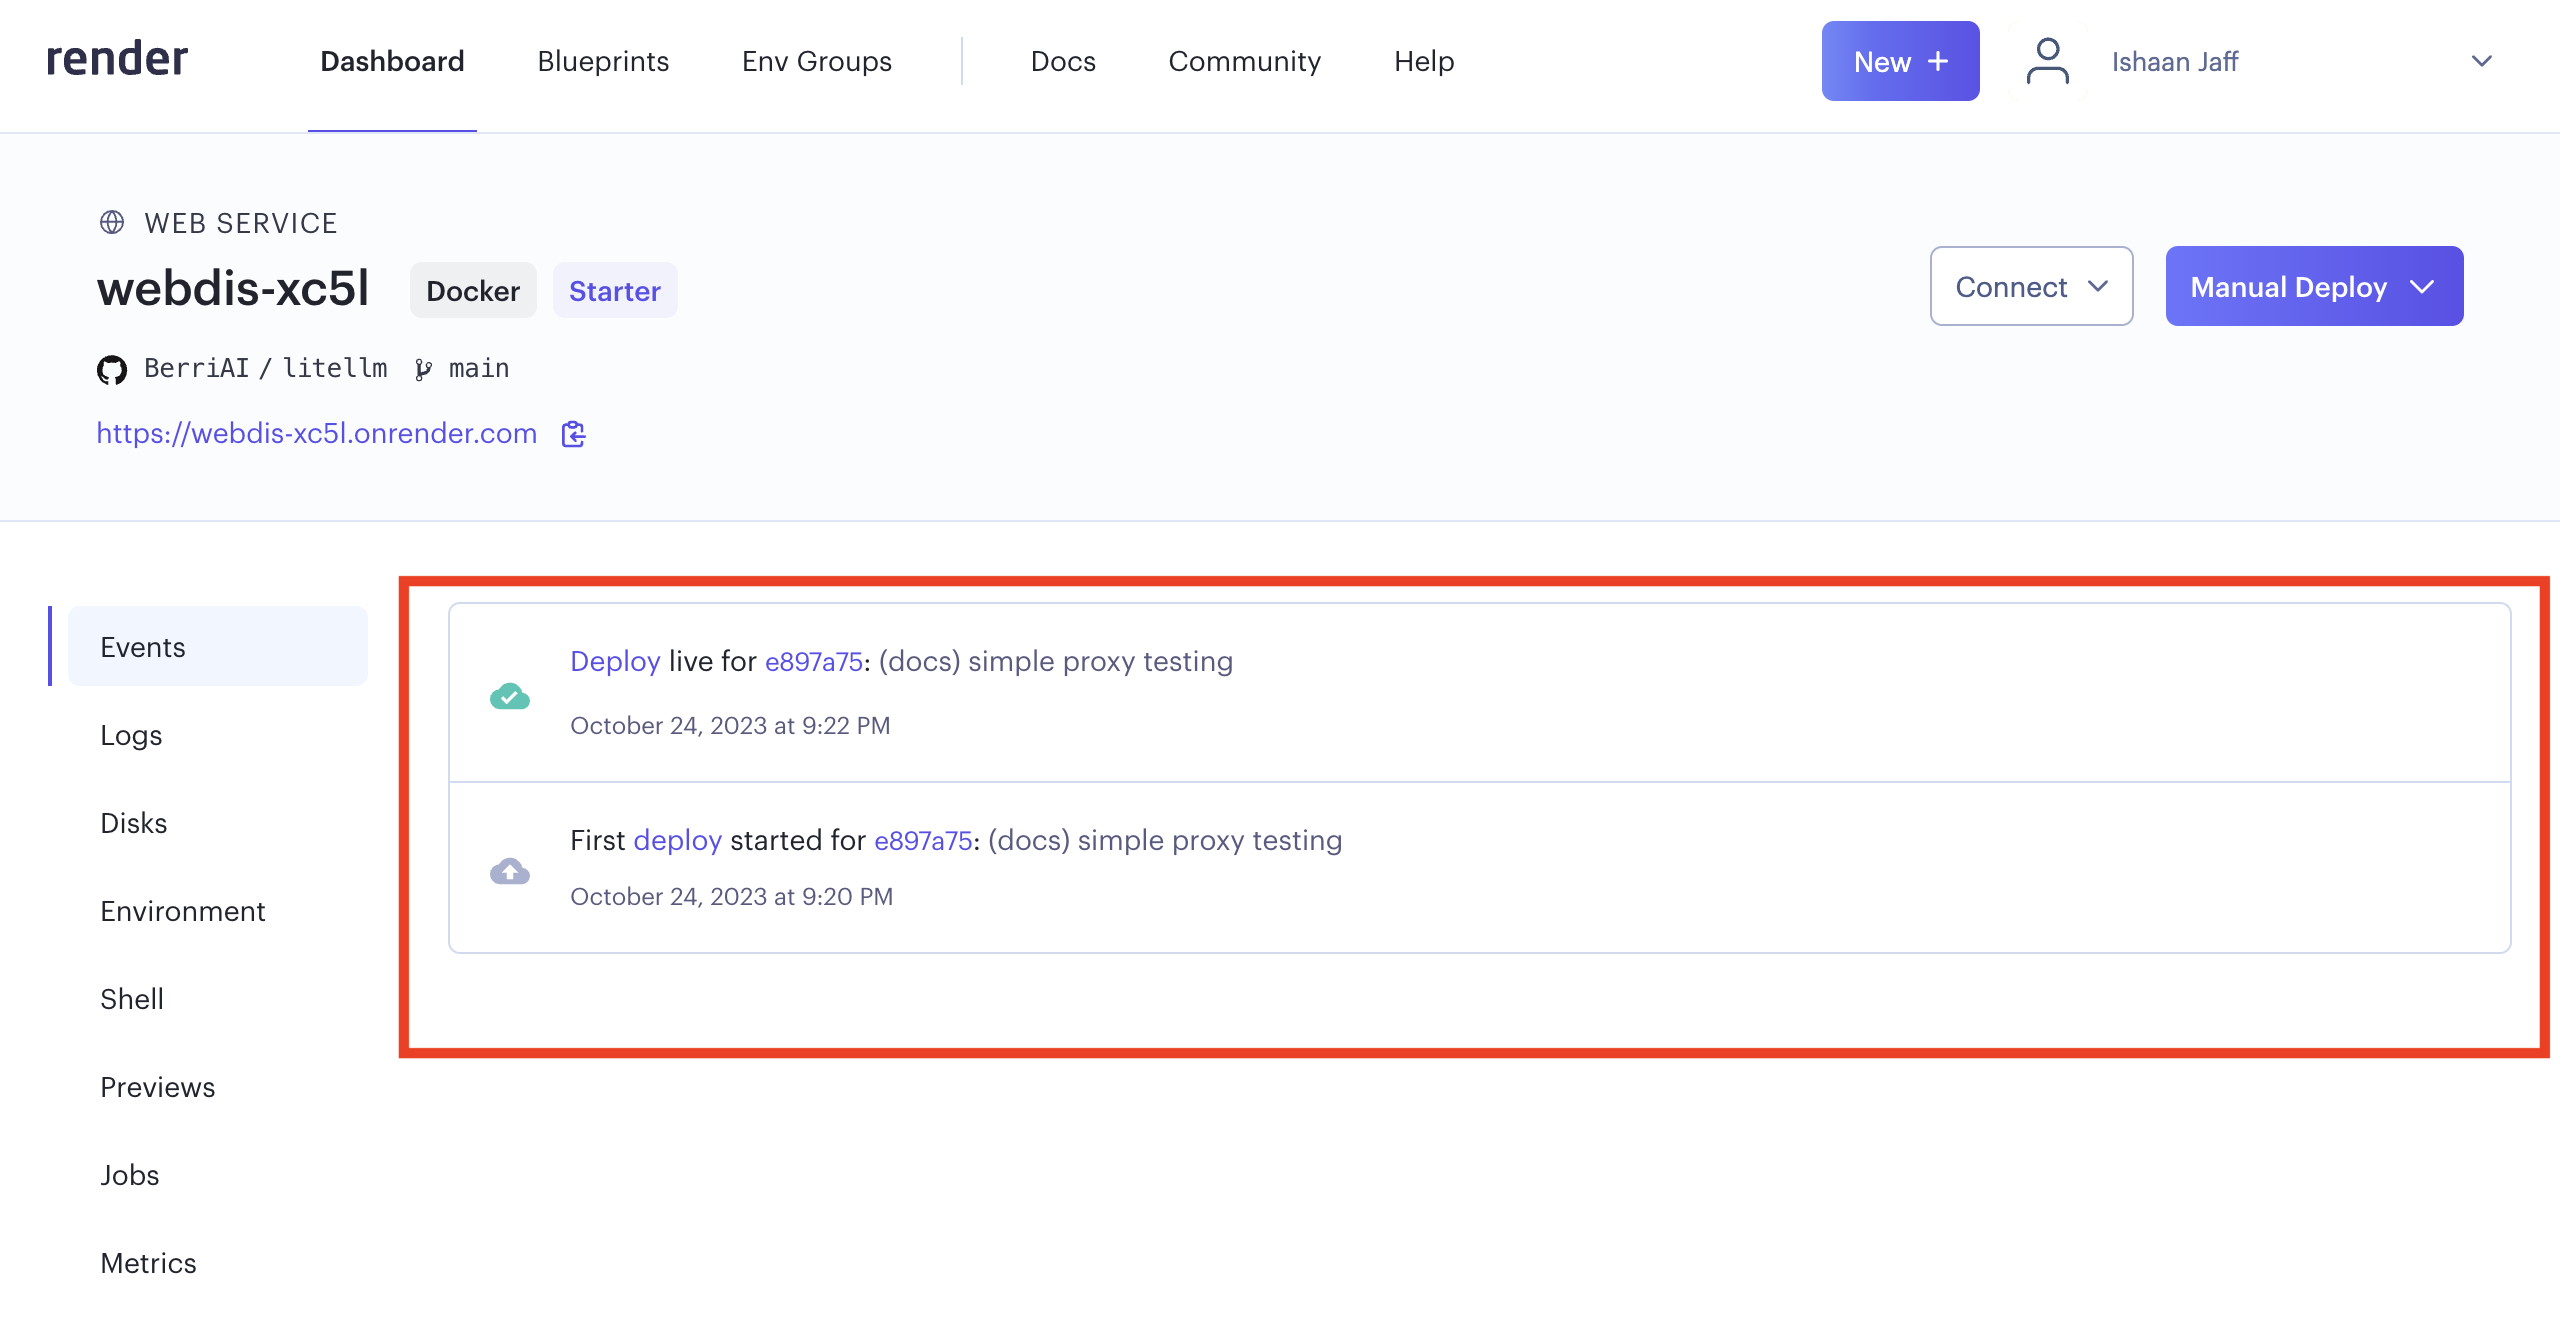 render Dashboard Blueprints Env Groups Docs Community Help New + Ishaan Jaff
WEB SERVICE
webdis-xc5l Docker Starter Connect Manual Deploy
BerriAI / litellm main
https://webdis-xc5l.onrender.com
Events
Logs
Disks
Environment
Shell
Previews
Jobs
Metrics
Deploy live for e897a75: (docs) simple proxy testing
October 24, 2023 at 9:22 PM
First deploy started for e897a75: (docs) simple proxy testing
October 24, 2023 at 9:20 PM